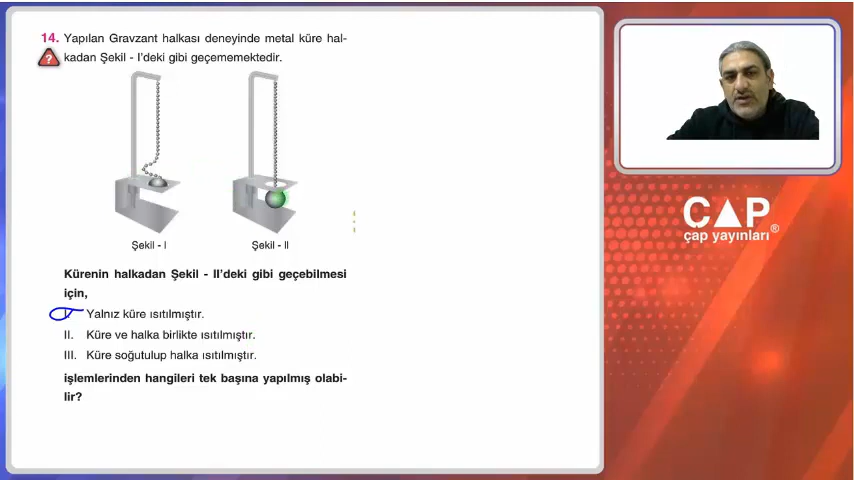 14. Yapılan Gravzant halkası deneyinde metal küre hal-
kadan Şekil - I'deki gibi geçememektedir.
Şekil - I
Şekil - II
Kürenin halkadan Şekil - II'deki gibi geçebilmesi
için,
I. Yalnız küre ısıtılmıştır.
II. Küre ve halka birlikte ısıtılmıştır.
III. Küre soğutulup halka ısıtılmıştır.
işlemlerinden hangileri tek başına yapılmış olabi-
lir?
ÇAP
çap yayınları®